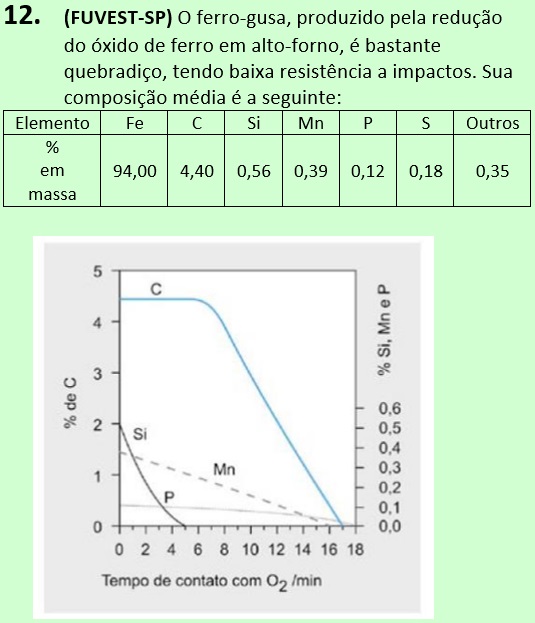 12. (FUVEST-SP) O ferro-gusa, produzido pela redução
do óxido de ferro em alto-forno, é bastante
quebradiço, tendo baixa resistência a impactos. Sua
composição média é a seguinte:
Elemento Fe C Si Mn P S Outros
%
em
massa
94,00 4,40 0,56 0,39 0,12 0,18 0,35
% de C
5
4
3
2
1
0
C
Si
Mn
P
% Si, Mn e P
0,6
0,5
0,4
0,3
0,2
0,1
0,0
0 2 4 6 8 10 12 14 16 18
Tempo de contato com O2 /min